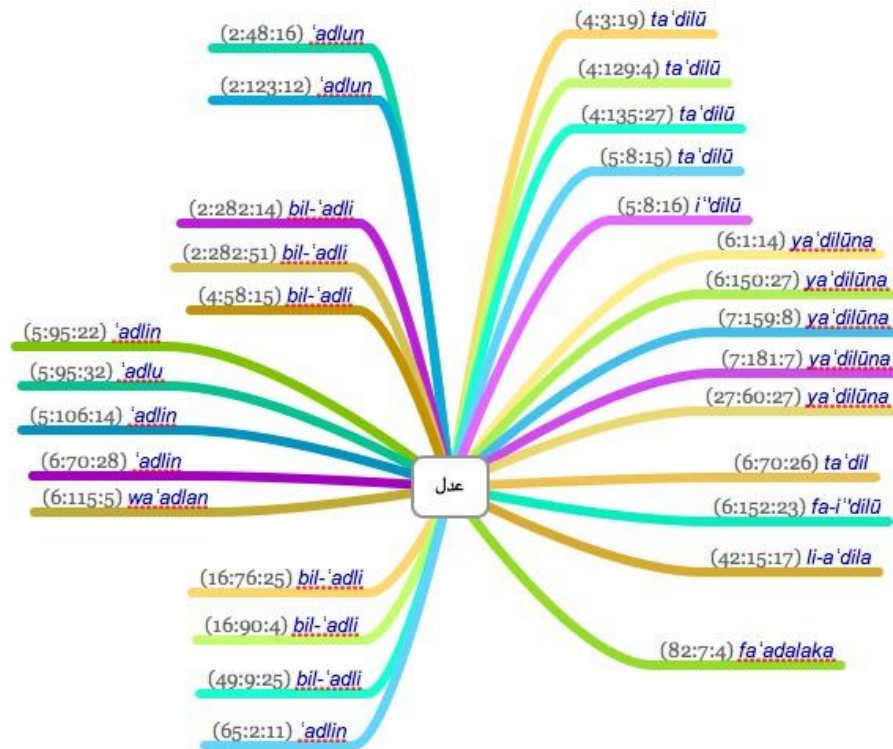 (2:48:16) ʿadlun
(2:123:12) ʿadlun
(2:282:14) bil-ʿadli
(2:282:51) bil-ʿadli
(4:58:15) bil-ʿadli
(5:95:22) ʿadlin
(5:95:32) ʿadlu
(5:106:14) ʿadlin
(6:70:28) ʿadlin
(6:115:5) waʿadlan
(16:76:25) bil-ʿadli
(16:90:4) bil-ʿadli
(49:9:25) bil-ʿadli
(65:2:11) ʿadlin
عدل
(4:3:19) taʿdilū
(4:129:4) taʿdilū
(4:135:27) taʿdilū
(5:8:15) taʿdilū
(5:8:16) iʿ'dilū
(6:1:14) yaʿdilūna
(6:150:27) yaʿdilūna
(7:159:8) yaʿdilūna
(7:181:7) yaʿdilūna
(27:60:27) yaʿdilūna
(6:70:26) taʿdil
(6:152:23) fa-iʿ'dilū
(42:15:17) li-aʿdila
(82:7:4) faʿadalaka